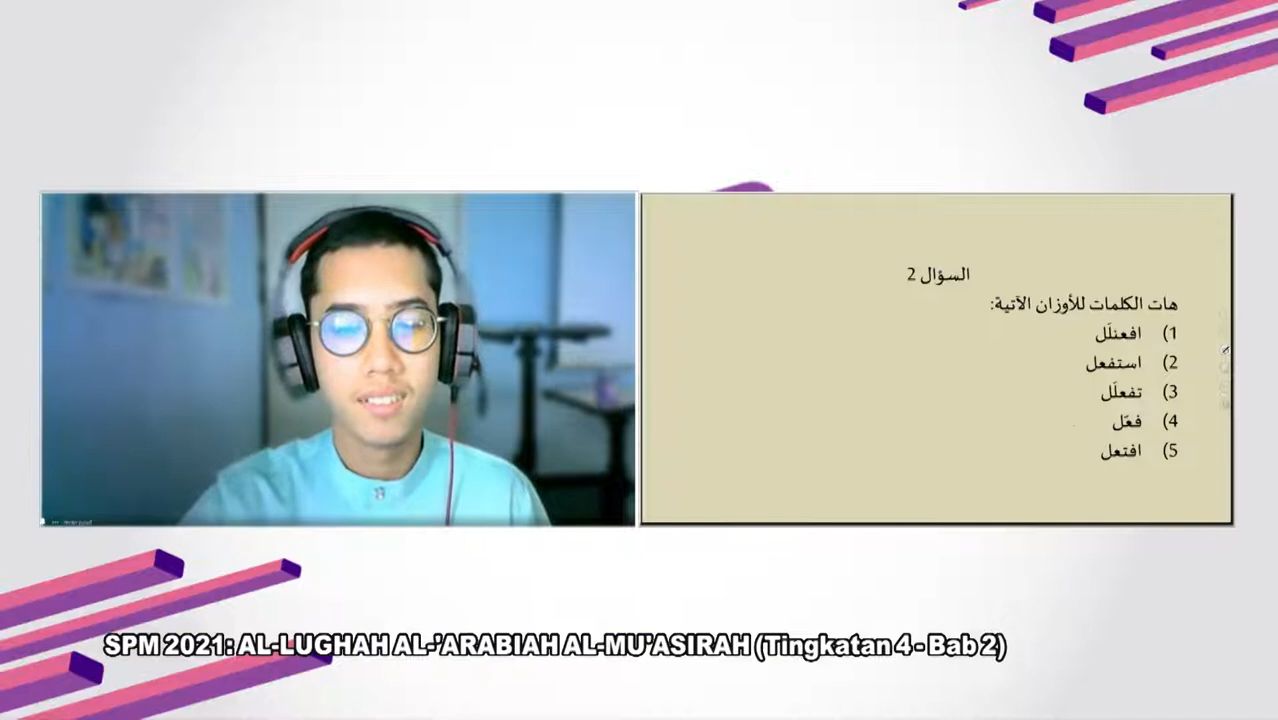 السؤال 2
هات الكلمات للأوزان الآتية:
1) افعنلَل
2) استفعل
3) تفعلَل
4) فعّل
5) افتعل
SPM 2021: AL-LUGHAH AL-'ARABIAH AL-MU'ASIRAH (Tingkatan 4 - Bab 2)